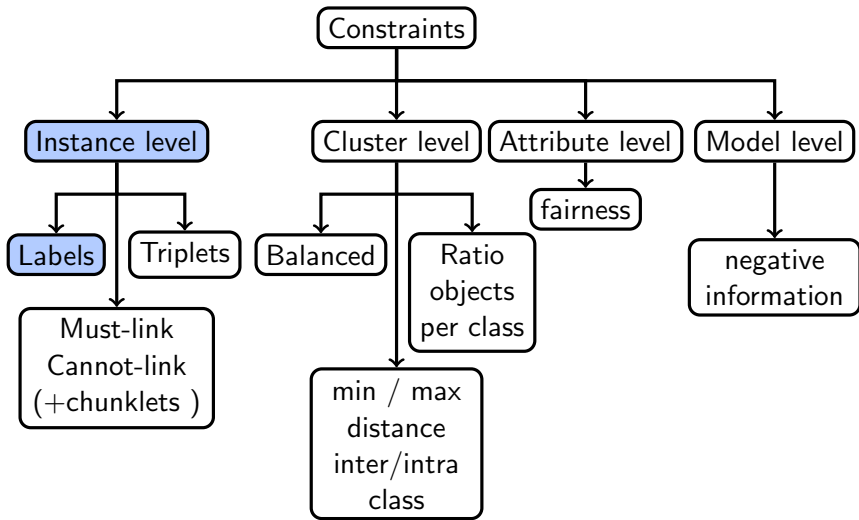 Constraints
Instance level
Cluster level
Attribute level
Model level
Labels
Triplets
Must-link
Cannot-link
(+chunklets )
Balanced
Ratio
objects
per class
min / max
distance
inter/intra
class
fairness
negative
information